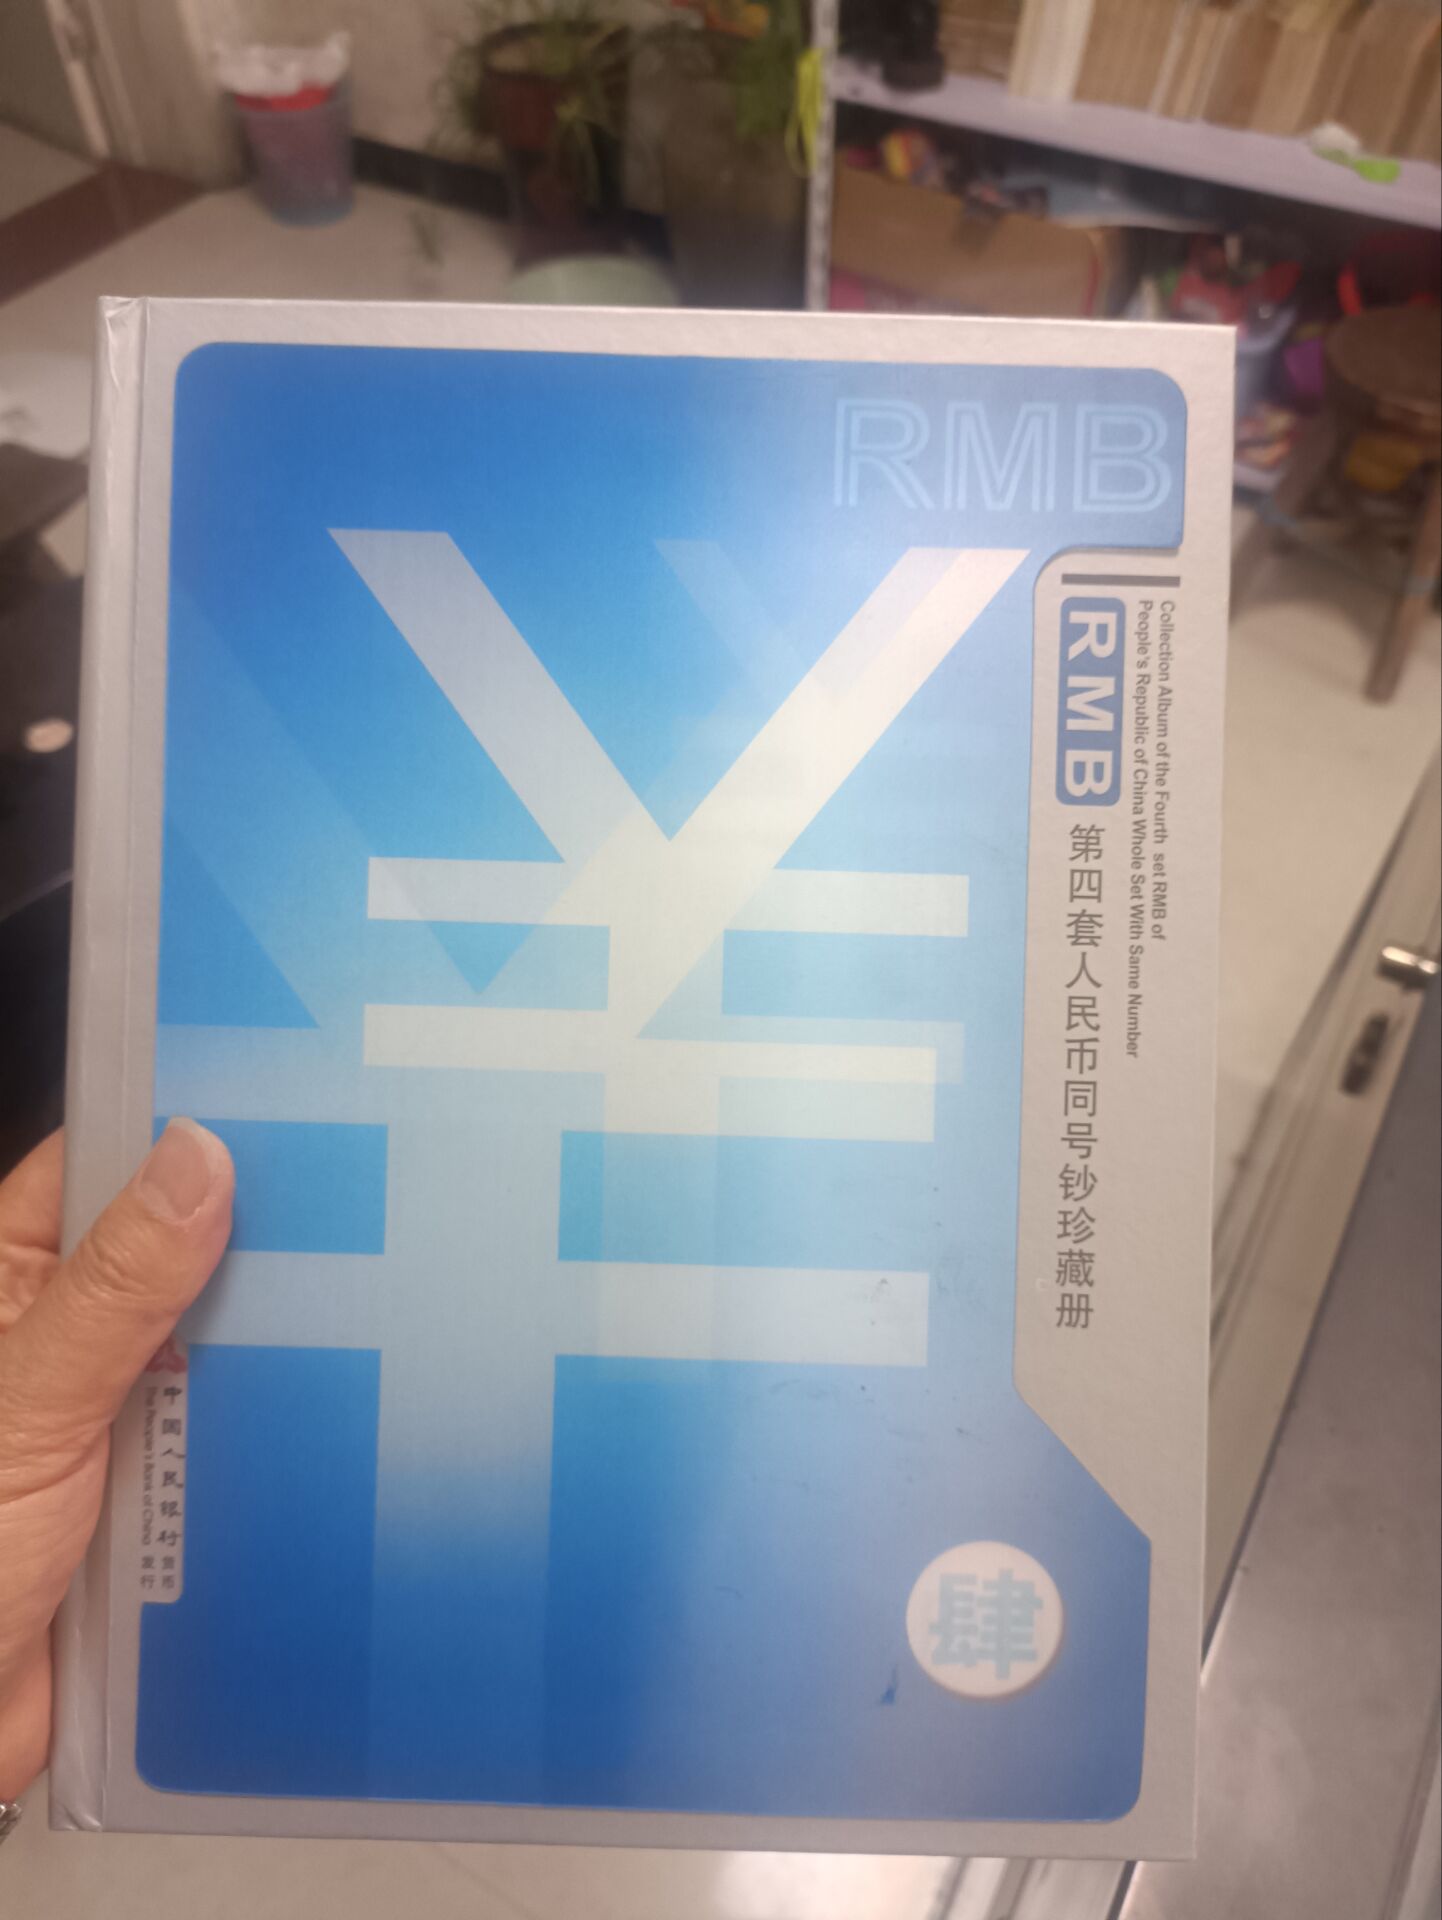 RMB
Collection Album of the Fourth set RMB of
People's Republic of China Whole Set With Same Number
RMB 第四套人民币同号钞珍藏册
肆
中国人民银行 货币
The People's Bank of China 发行